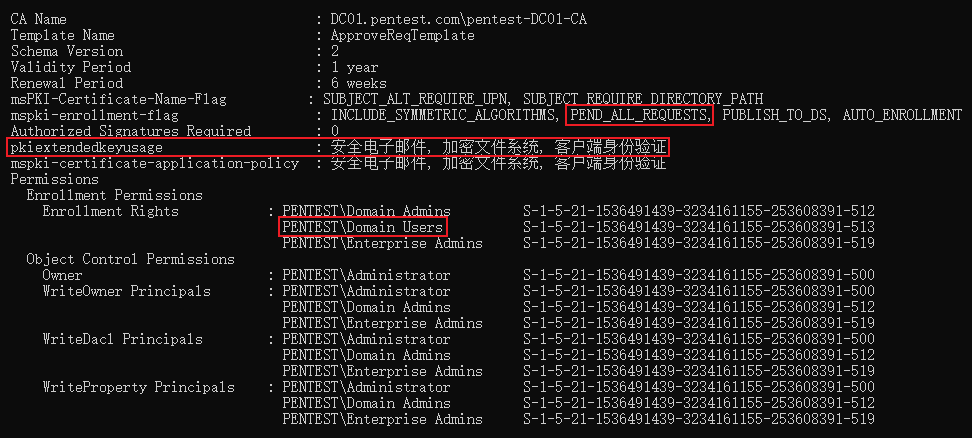 CA Name : DC01.pentest.com\pentest-DC01-CA
Template Name : ApproveReqTemplate
Schema Version : 2
Validity Period : 1 year
Renewal Period : 6 weeks
msPKI-Certificate-Name-Flag : SUBJECT_ALT_REQUIRE_UPN, SUBJECT_REQUIRE_DIRECTORY_PATH
mspki-enrollment-flag : INCLUDE_SYMMETRIC_ALGORITHMS, PEND_ALL_REQUESTS, PUBLISH_TO_DS, AUTO_ENROLLMENT
Authorized Signatures Required : 0
pkiextendedkeyusage : 安全电子邮件, 加密文件系统, 客户端身份验证
mspki-certificate-application-policy : 安全电子邮件, 加密文件系统, 客户端身份验证
Permissions
Enrollment Permissions
Enrollment Rights : PENTEST\Domain Admins S-1-5-21-1536491439-3234161155-253608391-512
PENTEST\Domain Users S-1-5-21-1536491439-3234161155-253608391-513
PENTEST\Enterprise Admins S-1-5-21-1536491439-3234161155-253608391-519
Object Control Permissions
Owner : PENTEST\Administrator S-1-5-21-1536491439-3234161155-253608391-500
WriteOwner Principals : PENTEST\Administrator S-1-5-21-1536491439-3234161155-253608391-500
PENTEST\Domain Admins S-1-5-21-1536491439-3234161155-253608391-512
PENTEST\Enterprise Admins S-1-5-21-1536491439-3234161155-253608391-519
WriteDacl Principals : PENTEST\Administrator S-1-5-21-1536491439-3234161155-253608391-500
PENTEST\Domain Admins S-1-5-21-1536491439-3234161155-253608391-512
PENTEST\Enterprise Admins S-1-5-21-1536491439-3234161155-253608391-519
WriteProperty Principals : PENTEST\Administrator S-1-5-21-1536491439-3234161155-253608391-500
PENTEST\Domain Admins S-1-5-21-1536491439-3234161155-253608391-512
PENTEST\Enterprise Admins S-1-5-21-1536491439-3234161155-253608391-519